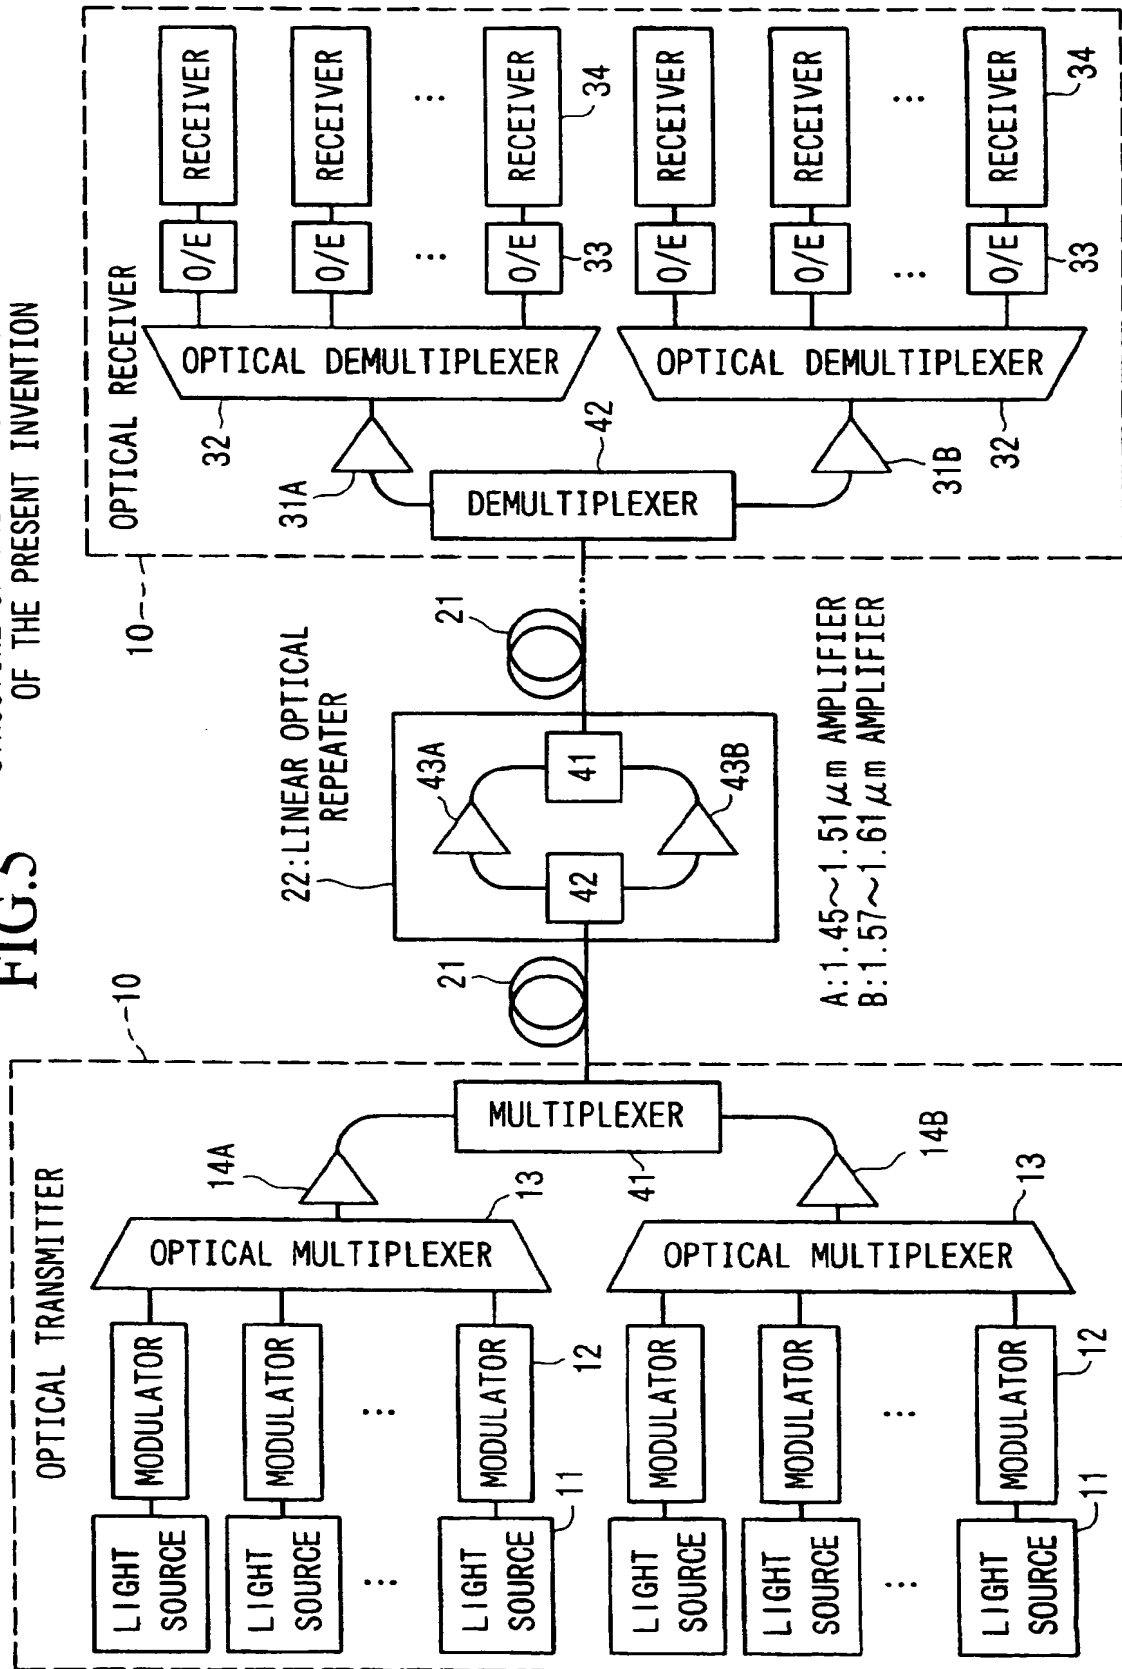 FIG.5
OF THE PRESENT INVENTION
OPTICAL TRANSMITTER
10
LIGHT SOURCE
MODULATOR
LIGHT SOURCE
MODULATOR
...
...
LIGHT SOURCE
11
MODULATOR
12
OPTICAL MULTIPLEXER
13
14A
LIGHT SOURCE
MODULATOR
LIGHT SOURCE
MODULATOR
...
...
LIGHT SOURCE
11
MODULATOR
12
OPTICAL MULTIPLEXER
13
14B
MULTIPLEXER
41
21
22:LINEAR OPTICAL
REPEATER
42
43A
43B
41
21
...
A:1.45~1.51μm AMPLIFIER
B:1.57~1.61μm AMPLIFIER
10
OPTICAL RECEIVER
DEMULTIPLEXER
42
31A
32
OPTICAL DEMULTIPLEXER
O/E
RECEIVER
O/E
RECEIVER
...
...
O/E
33
RECEIVER
34
31B
32
OPTICAL DEMULTIPLEXER
O/E
RECEIVER
O/E
RECEIVER
...
...
O/E
33
RECEIVER
34